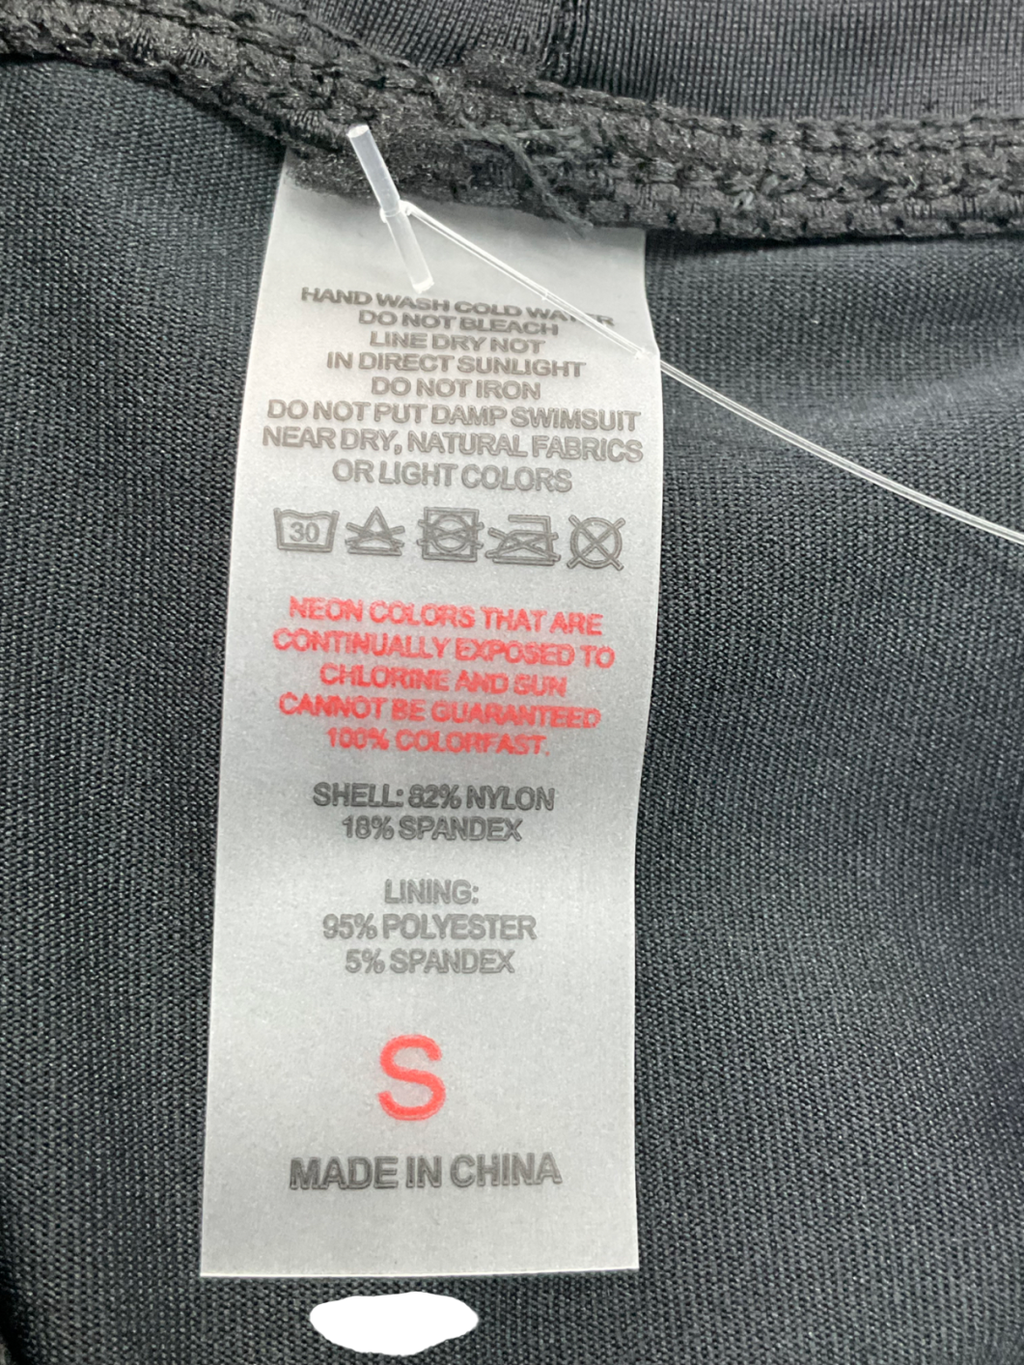 HAND WASH COLD WATER
DO NOT BLEACH
LINE DRY NOT
IN DIRECT SUNLIGHT
DO NOT IRON
DO NOT PUT DAMP SWIMSUIT
NEAR DRY, NATURAL FABRICS
OR LIGHT COLORS
30
NEON COLORS THAT ARE
CONTINUALLY EXPOSED TO
CHLORINE AND SUN
CANNOT BE GUARANTEED
100% COLORFAST.
SHELL: 82% NYLON
18% SPANDEX
LINING:
95% POLYESTER
5% SPANDEX
S
MADE IN CHINA